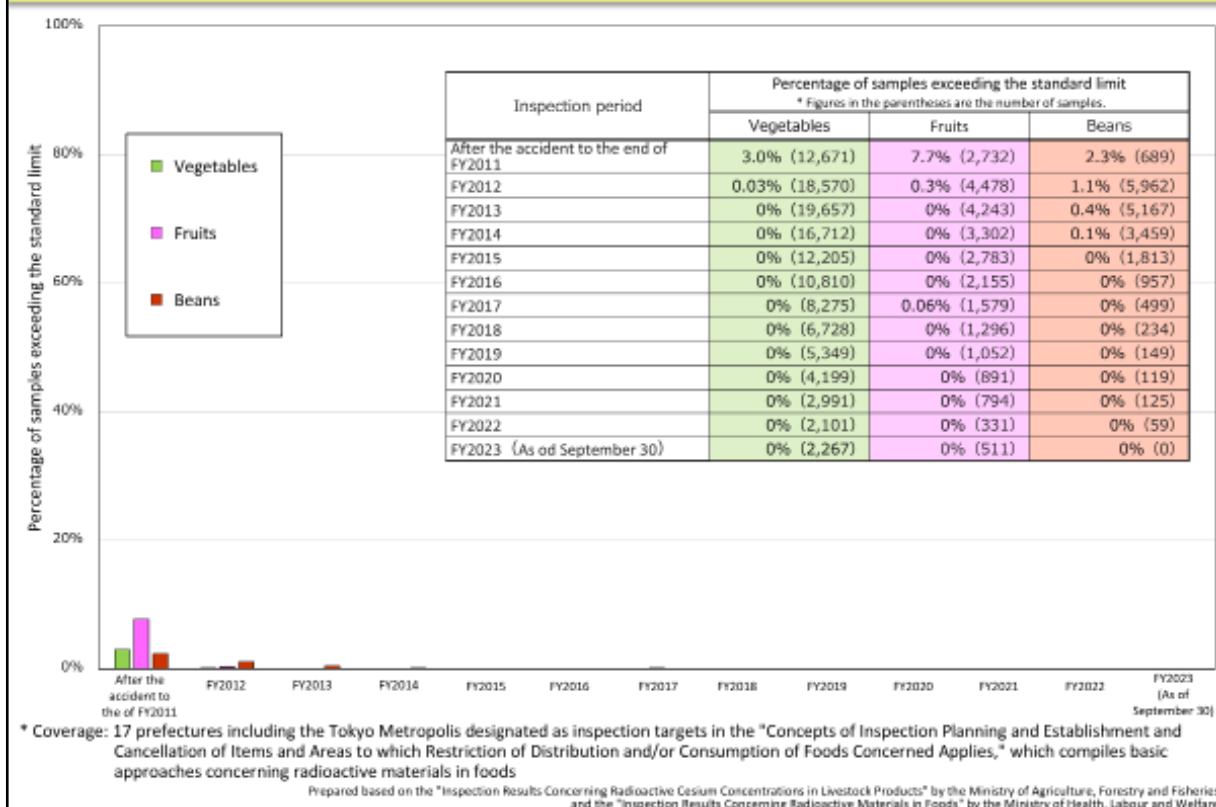 100%
80%
60%
40%
20%
0%
Percentage of samples exceeding the standard limit
Vegetables
Fruits
Beans
Inspection period
Percentage of samples exceeding the standard limit
* Figures in the parentheses are the number of samples.
Vegetables Fruits Beans
After the accident to the end of
FY2011 3.0% (12,671) 7.7% (2,732) 2.3% (689)
FY2012 0.03% (18,570) 0.3% (4,478) 1.1% (5,962)
FY2013 0% (19,657) 0% (4,243) 0.4% (5,167)
FY2014 0% (16,712) 0% (3,302) 0.1% (3,459)
FY2015 0% (12,205) 0% (2,783) 0% (1,813)
FY2016 0% (10,810) 0% (2,155) 0% (957)
FY2017 0% (8,275) 0.06% (1,579) 0% (499)
FY2018 0% (6,728) 0% (1,296) 0% (234)
FY2019 0% (5,349) 0% (1,052) 0% (149)
FY2020 0% (4,199) 0% (891) 0% (119)
FY2021 0% (2,991) 0% (794) 0% (125)
FY2022 0% (2,101) 0% (331) 0% (59)
FY2023 (As od September 30) 0% (2,267) 0% (511) 0% (0)
After the
accident to
the of FY2011
FY2012
FY2013
FY2014
FY2015
FY2016
FY2017
FY2018
FY2019
FY2020
FY2021
FY2022
FY2023
(As of
September 30)
* Coverage: 17 prefectures including the Tokyo Metropolis designated as inspection targets in the "Concepts of Inspection Planning and Establishment and
Cancellation of Items and Areas to which Restriction of Distribution and/or Consumption of Foods Concerned Applies," which compiles basic
approaches concerning radioactive materials in foods
Prepared based on the "Inspection Results Concerning Radioactive Cesium Concentrations in Livestock Products" by the Ministry of Agriculture, Forestry and Fisheries
and the "Inspection Results Concerning Radioactive Materials in Foods" by the Ministry of Health, Labour and Welfare